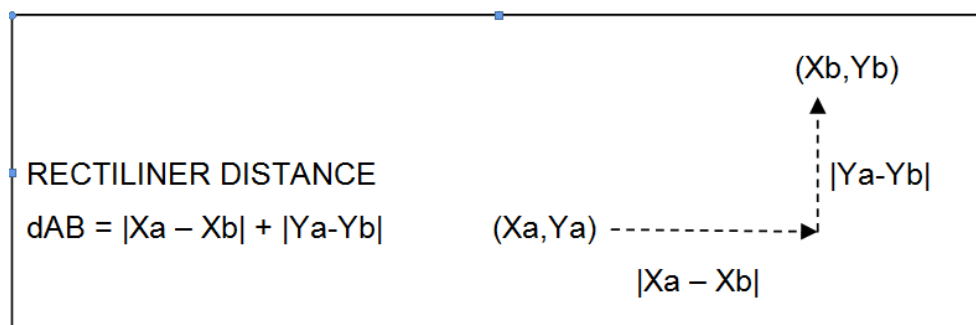 (Xb,Yb)
RECTILINER DISTANCE
|Ya-Yb|
dAB = |Xa – Xb| + |Ya-Yb|
(Xa,Ya)
|Xa – Xb|